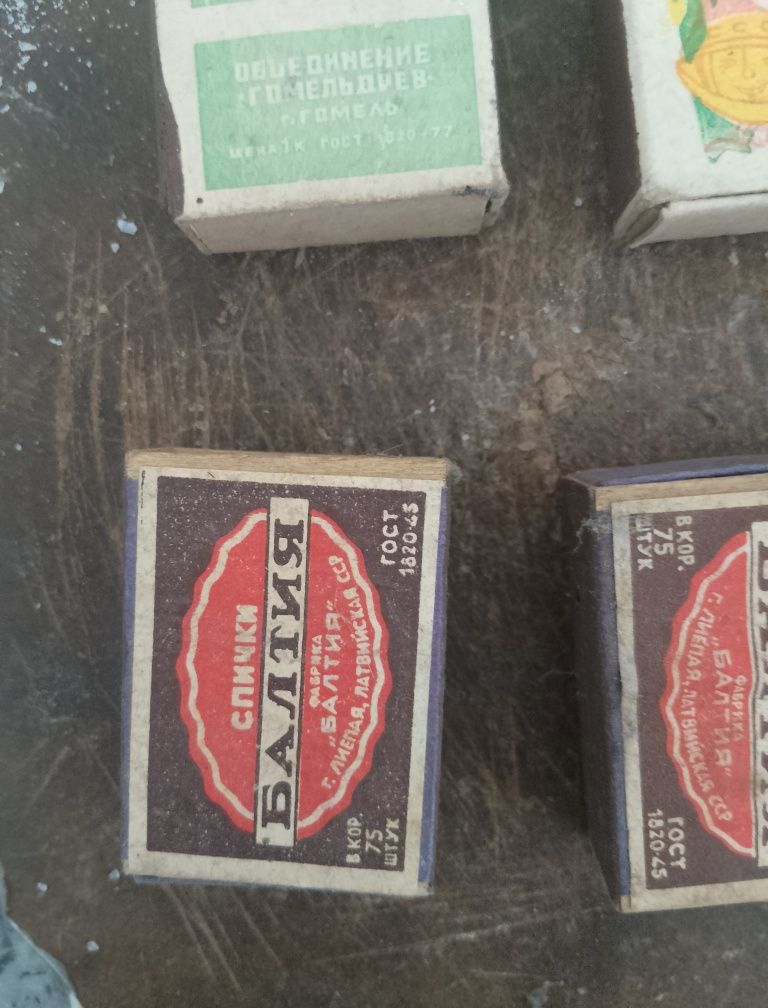 ОБЪЕДИНЕНИЕ
"ГОМЕЛЬДРЕВ"
г. ГОМЕЛЬ
ЦЕНА 1 К ГОСТ 1820-77
СПИЧКИ
БАЛТИЯ
ФАБРИКА
"БАЛТИЯ"
Г. ЛИЕПАЯ, ЛАТВИЙСКАЯ ССР
В КОР.
75
ШТУК
ГОСТ
1820-45
В КОР.
75
ШТУК
БАЛТИЯ
ФАБРИКА
"БАЛТИЯ"
Г. ЛИЕПАЯ, ЛАТВИЙСКАЯ ССР
ГОСТ
1820-45